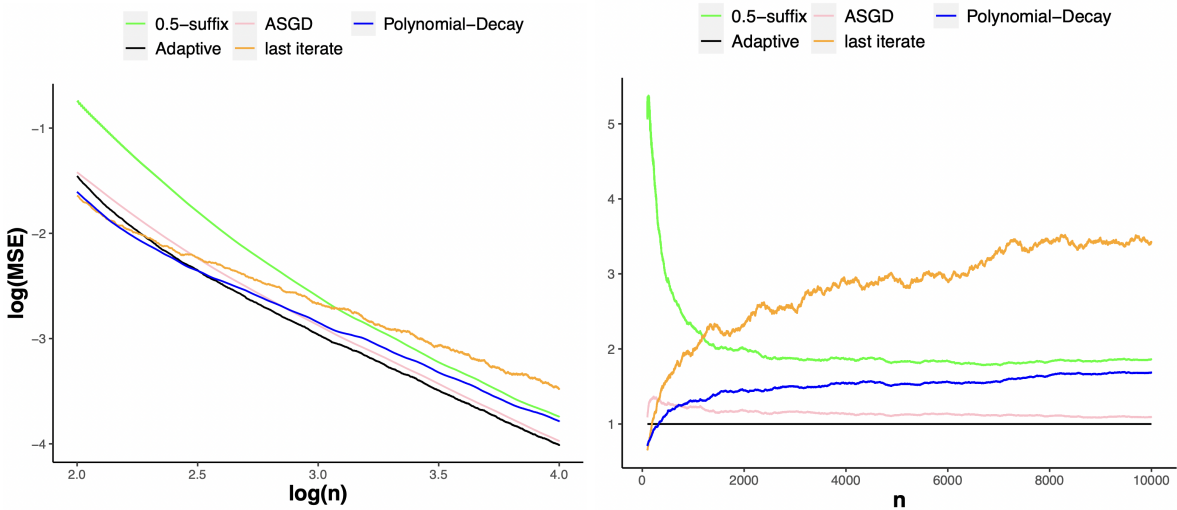 0.5−suffix ASGD Polynomial−Decay
Adaptive last iterate
log(MSE)
−1
−2
−3
−4
2.0 2.5 3.0 3.5 4.0
log(n)
0.5−suffix ASGD Polynomial−Decay
Adaptive last iterate
5
4
3
2
1
0 2000 4000 6000 8000 10000
n